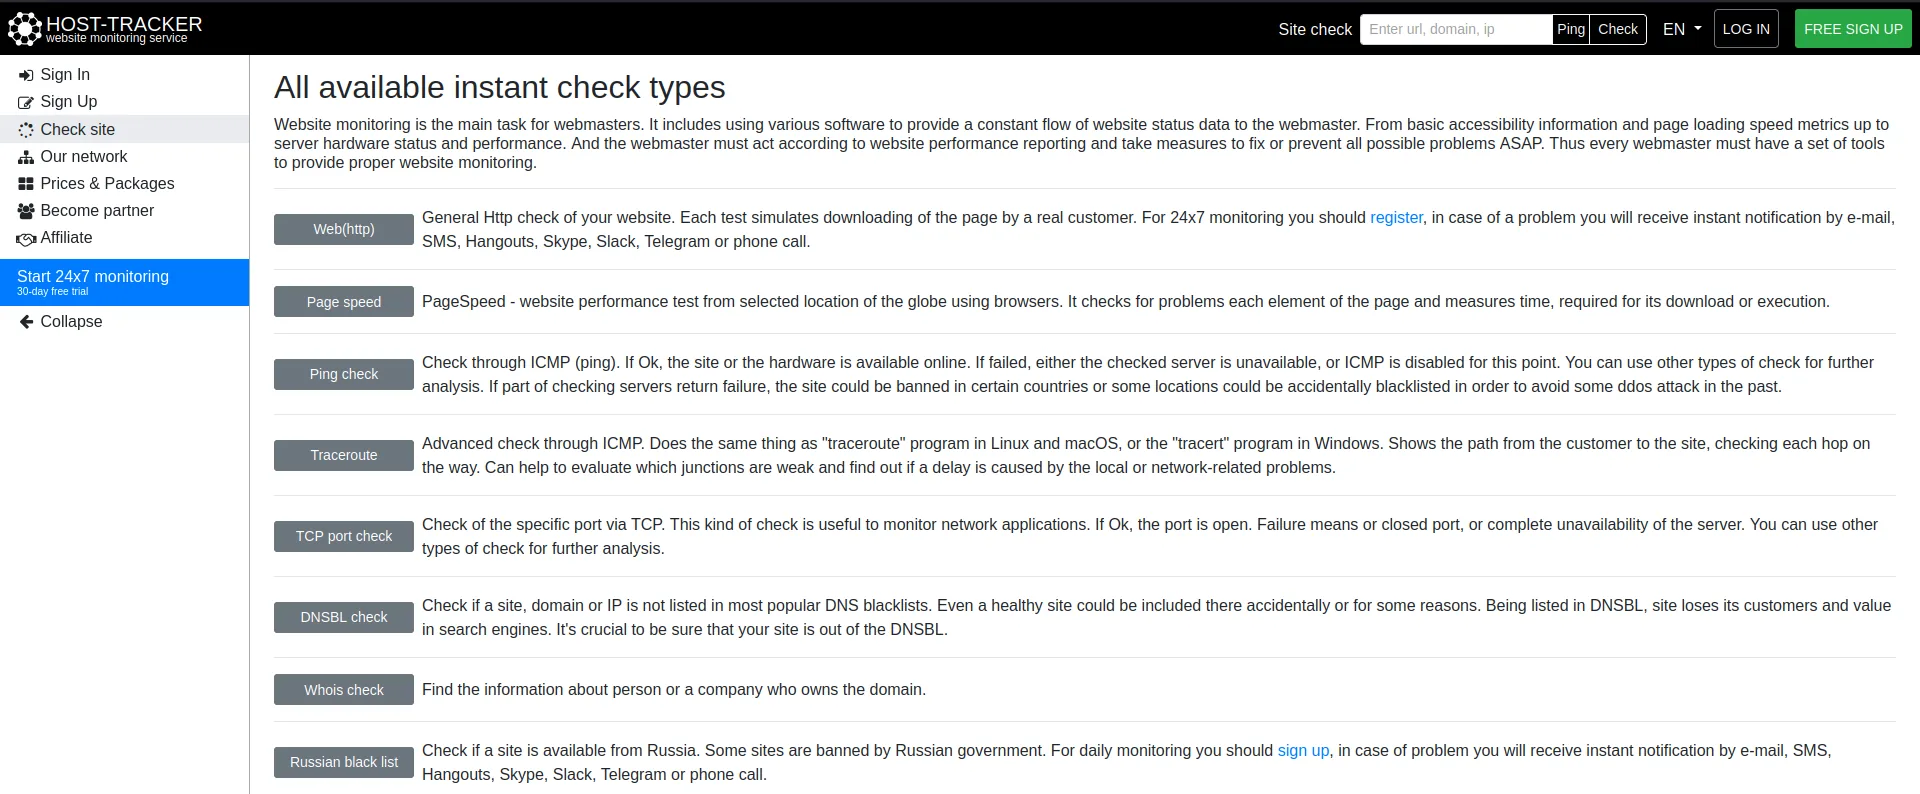 HOST-TRACKER
website monitoring service
Site check
Enter url, domain, ip
Ping
Check
EN
LOG IN
FREE SIGN UP
Sign In
Sign Up
Check site
Our network
Prices & Packages
Become partner
Affiliate
Start 24x7 monitoring
30-day free trial
Collapse
All available instant check types
Website monitoring is the main task for webmasters. It includes using various software to provide a constant flow of website status data to the webmaster. From basic accessibility information and page loading speed metrics up to
server hardware status and performance. And the webmaster must act according to website performance reporting and take measures to fix or prevent all possible problems ASAP. Thus every webmaster must have a set of tools
to provide proper website monitoring.
Web(http)
General Http check of your website. Each test simulates downloading of the page by a real customer. For 24x7 monitoring you should register, in case of a problem you will receive instant notification by e-mail,
SMS, Hangouts, Skype, Slack, Telegram or phone call.
Page speed
PageSpeed - website performance test from selected location of the globe using browsers. It checks for problems each element of the page and measures time, required for its download or execution.
Ping check
Check through ICMP (ping). If Ok, the site or the hardware is available online. If failed, either the checked server is unavailable, or ICMP is disabled for this point. You can use other types of check for further
analysis. If part of checking servers return failure, the site could be banned in certain countries or some locations could be accidentally blacklisted in order to avoid some ddos attack in the past.
Traceroute
Advanced check through ICMP. Does the same thing as "traceroute" program in Linux and macOS, or the "tracert" program in Windows. Shows the path from the customer to the site, checking each hop on
the way. Can help to evaluate which junctions are weak and find out if a delay is caused by the local or network-related problems.
TCP port check
Check of the specific port via TCP. This kind of check is useful to monitor network applications. If Ok, the port is open. Failure means or closed port, or complete unavailability of the server. You can use other
types of check for further analysis.
DNSBL check
Check if a site, domain or IP is not listed in most popular DNS blacklists. Even a healthy site could be included there accidentally or for some reasons. Being listed in DNSBL, site loses its customers and value
in search engines. It's crucial to be sure that your site is out of the DNSBL.
Whois check
Find the information about person or a company who owns the domain.
Russian black list
Check if a site is available from Russia. Some sites are banned by Russian government. For daily monitoring you should sign up, in case of problem you will receive instant notification by e-mail, SMS,
Hangouts, Skype, Slack, Telegram or phone call.